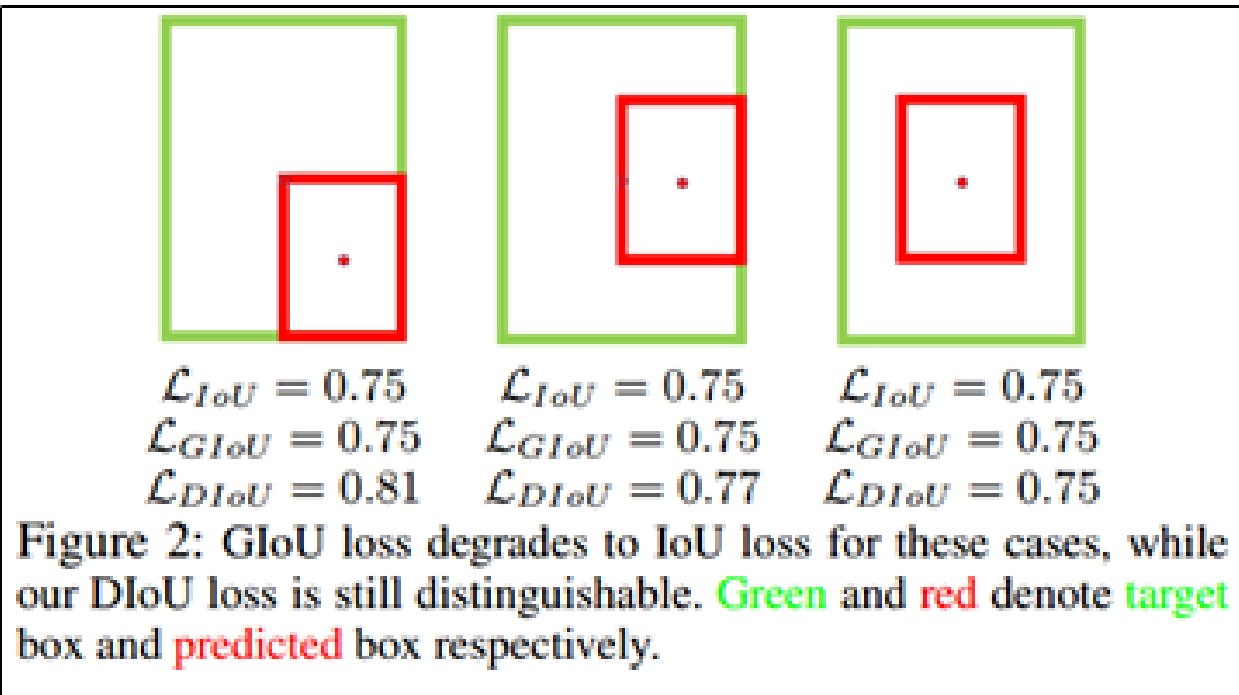 ℒ_IoU = 0.75 ℒ_IoU = 0.75 ℒ_IoU = 0.75
ℒ_GIoU = 0.75 ℒ_GIoU = 0.75 ℒ_GIoU = 0.75
ℒ_DIoU = 0.81 ℒ_DIoU = 0.77 ℒ_DIoU = 0.75
Figure 2: GIoU loss degrades to IoU loss for these cases, while
our DIoU loss is still distinguishable. Green and red denote target
box and predicted box respectively.